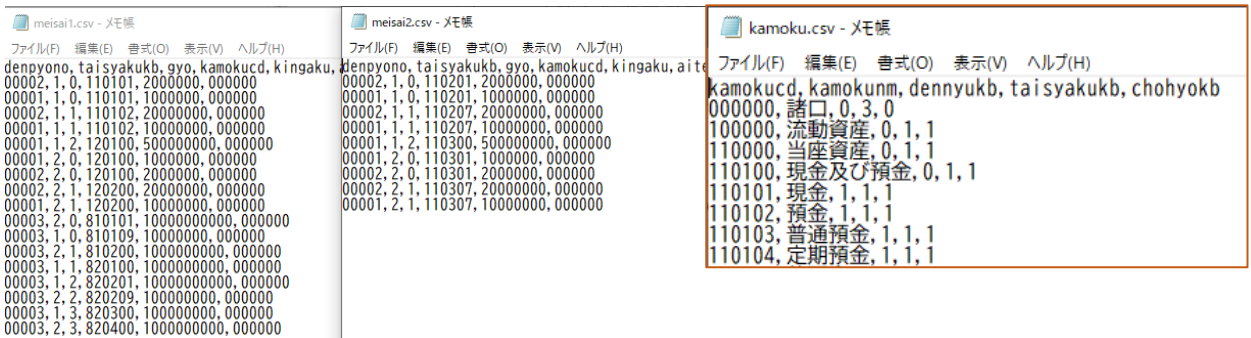 meisai1.csv - メモ帳
ファイル(F) 編集(E) 書式(O) 表示(V) ヘルプ(H)
denpyono,taisyakukb,gyo,kamokucd,kingaku,
00002,1,0,110101,2000000,000000
00001,1,0,110101,1000000,000000
00002,1,1,110102,20000000,000000
00001,1,1,110102,10000000,000000
00001,1,2,120100,500000000,000000
00001,2,0,120100,1000000,000000
00002,2,0,120100,2000000,000000
00002,2,1,120200,20000000,000000
00001,2,1,120200,10000000,000000
00003,2,0,810101,10000000000,000000
00003,1,0,810109,10000000,000000
00003,2,1,810200,1000000000,000000
00003,1,1,820100,1000000000,000000
00003,1,2,820201,10000000000,000000
00003,2,2,820209,100000000,000000
00003,1,3,820300,1000000000,000000
00003,2,3,820400,1000000000,000000
meisai2.csv - メモ帳
ファイル(F) 編集(E) 書式(O) 表示(V) ヘルプ(H)
denpyono,taisyakukb,gyo,kamokucd,kingaku,aite
00002,1,0,110201,2000000,000000
00001,1,0,110201,1000000,000000
00002,1,1,110207,20000000,000000
00001,1,1,110207,10000000,000000
00001,1,2,110300,500000000,000000
00001,2,0,110301,1000000,000000
00002,2,0,110301,2000000,000000
00002,2,1,110307,20000000,000000
00001,2,1,110307,10000000,000000
kamoku.csv - メモ帳
ファイル(F) 編集(E) 書式(O) 表示(V) ヘルプ(H)
kamokucd,kamokunm,dennyukb,taisyakukb,chohyokb
000000,諸口,0,3,0
100000,流動資産,0,1,1
110000,当座資産,0,1,1
110100,現金及び預金,0,1,1
110101,現金,1,1,1
110102,預金,1,1,1
110103,普通預金,1,1,1
110104,定期預金,1,1,1